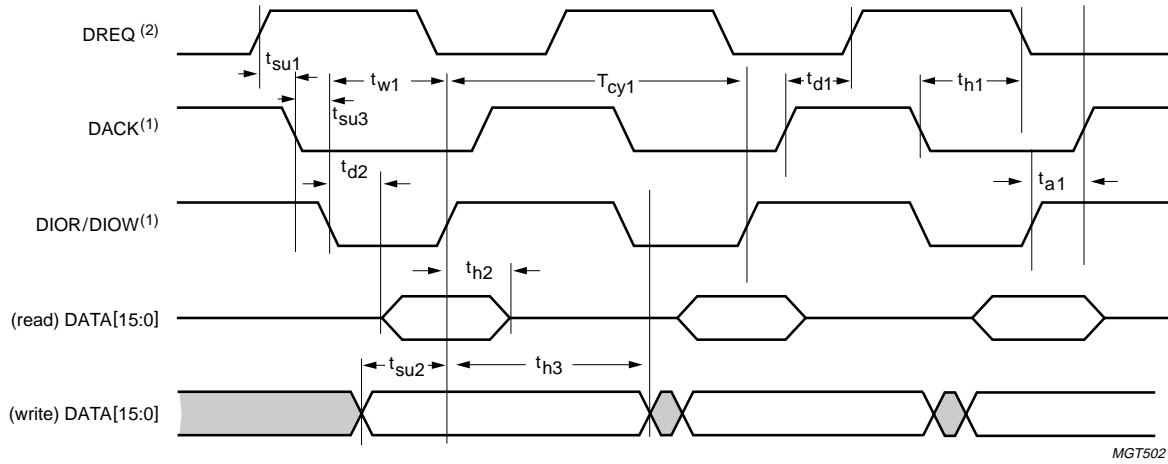 DREQ (2)
tsu1
tw1
Tcy1
td1
th1
DACK(1)
tsu3
td2
ta1
DIOR/DIOW(1)
th2
(read) DATA[15:0]
tsu2
th3
(write) DATA[15:0]
MGT502